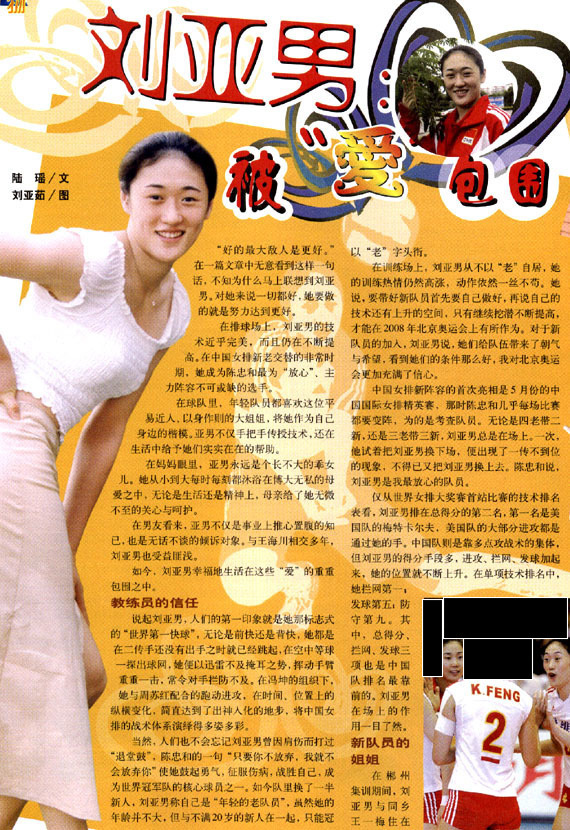 刘亚男：
被“愛”包围
陆 瑶／文
刘亚茹／图
“好的最大敌人是更好。”
在一篇文章中无意看到这样一句
话，不知为什么马上联想到刘亚
男。对她来说一切都好，她要做
的就是努力达到更好。
在排球场上，刘亚男的技
术近乎完美，而且仍在不断提
高。在中国女排新老交替的非常时
期，她成为陈忠和最为“放心”、主
力阵容不可或缺的选手。
在球队里，年轻队员都喜欢这位平
易近人、以身作则的大姐姐，将她作为自己
身边的楷模。亚男不仅手把手传授技术，还在
生活中给予她们实实在在的帮助。
在妈妈眼里，亚男永远是个长不大的乖女
儿。她从小到大每时每刻都沐浴在博大无私的母
爱之中，无论是生活还是精神上，母亲给了她无微
不至的关心与呵护。
在男友看来，亚男不仅是事业上推心置腹的知
己，也是无话不谈的倾诉对象。与王海川相交多年，
刘亚男也受益匪浅。
如今，刘亚男幸福地生活在这些“爱”的重重
包围之中。
教练员的信任
说起刘亚男，人们的第一印象就是她那标志式
的“世界第一快球”，无论是前快还是背快，她都是
在二传手还没有出手之时就已经跳起，在空中等球
一探出球网，她便以迅雷不及掩耳之势，挥动手臂
重重一击，常令对手拦防不及。在冯坤的组织下，
她与周苏红配合的跑动进攻，在时间、位置上的
纵横变化，简直达到了出神入化的地步，将中国女
排的战术体系演绎得多姿多彩。
当然，人们也不会忘记刘亚男曾因肩伤而打过
“退堂鼓”。陈忠和的一句“只要你不放弃，我就不
会放弃你”使她鼓起勇气，征服伤病，战胜自己，成
为世界冠军队的核心球员之一。如今队里换了一半
新人，刘亚男称自己是“年轻的老队员”，虽然她的
年龄并不大，但与不满20岁的新人在一起，只能冠
以“老”字头衔。
在训练场上，刘亚男从不以“老”自居，她
的训练热情仍然高涨，动作依然一丝不苟。她
说，要带好新队员首先要自己做好，再说自己的
技术还有上升的空间，只有继续挖潜不断提高，
才能在2008年北京奥运会上有所作为。对于新
队员的加人，刘亚男说，她们给队伍带来了朝气
与希望，看到她们的条件那么好，我对北京奥运
会更加充满了信心。
中国女排新阵容的首次亮相是5月份的中
国国际女排精英赛，那时陈忠和几乎每场比赛
都要变阵，为的是考查队员。无论是四老带二
新，还是三老带三新，刘亚男总是在场上。一次，
他试着把刘亚男换下场，便出现了一传不到位
的现象，不得已又把刘亚男换上去。陈忠和说，
刘亚男是我最放心的队员。
仅从世界女排大奖赛首站比赛的技术排名
表看，刘亚男排在总得分的第二名，第一名是美
国队的梅特卡尔夫，美国队的大部分进攻都是
通过她的手。中国队则是靠多点攻战术的集体，
但刘亚男的得分手段多，进攻、拦网、发球加起
来，她的位置就不断上升。在单项技术排名中，
她拦网第一；
发球第五；防
守第九。其
中，总得分、
拦网、发球三
项也是中国
队排名最靠
前的。刘亚男
在场上的作
用一目了然。
新队员的
姐姐
在郴州
集训期间，刘
亚男与同乡
王一梅住在
K.FENG
2